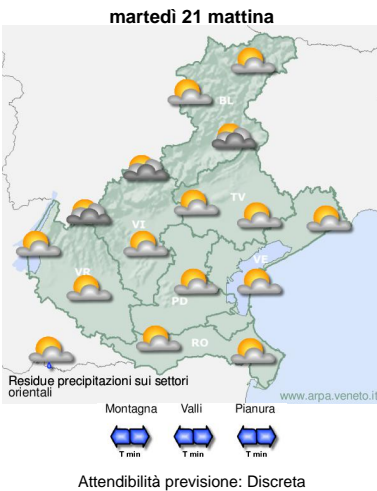 martedì 21 mattina
BL
TV
VI
VE
VR
PD
RO
Residue precipitazioni sui settori
orientali
www.arpa.veneto.it
Montagna Valli Pianura
T min T min T min
Attendibilità previsione: Discreta